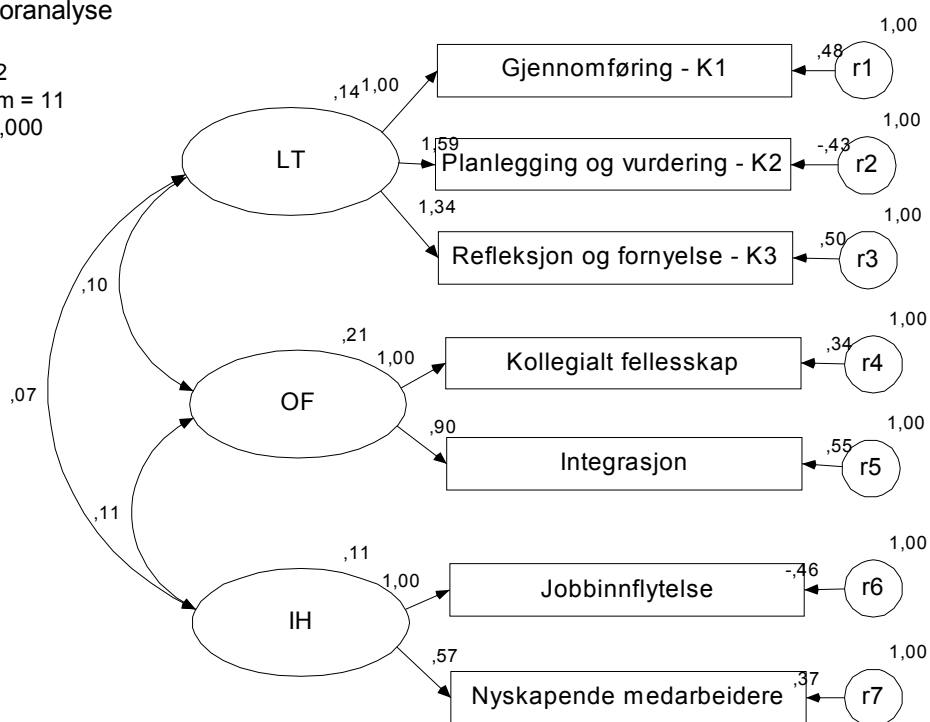 oranalyse
2
m = 11
,000
1,00
,14
1,00
Gjennomføring - K1
,48
r1
LT
1,00
1,59
Planlegging og vurdering - K2
-,43
r2
1,00
1,34
Refleksjon og fornyelse - K3
,50
r3
,10
1,00
,21
1,00
Kollegialt fellesskap
,34
r4
,07
OF
1,00
,90
Integrasjon
,55
r5
,11
1,00
,11
1,00
Jobbinnflytelse
-,46
r6
IH
1,00
,57
Nyskapende medarbeidere
,37
r7